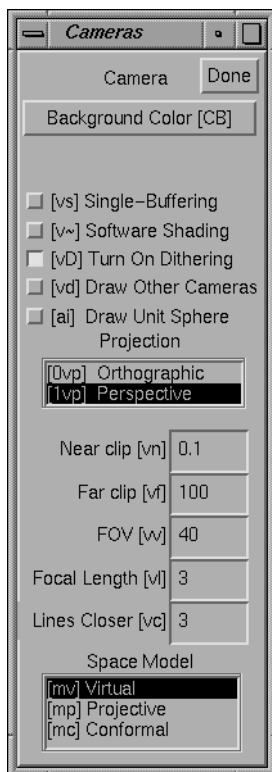 Cameras
Camera Done
Background Color [CB]
[vs] Single-Buffering
[v~] Software Shading
[vD] Turn On Dithering
[vd] Draw Other Cameras
[ai] Draw Unit Sphere
Projection
[0vp] Orthographic
[1vp] Perspective
Near clip [vn] 0.1
Far clip [vf] 100
FOV [vv] 40
Focal Length [vl] 3
Lines Closer [vc] 3
Space Model
[mv] Virtual
[mp] Projective
[mc] Conformal